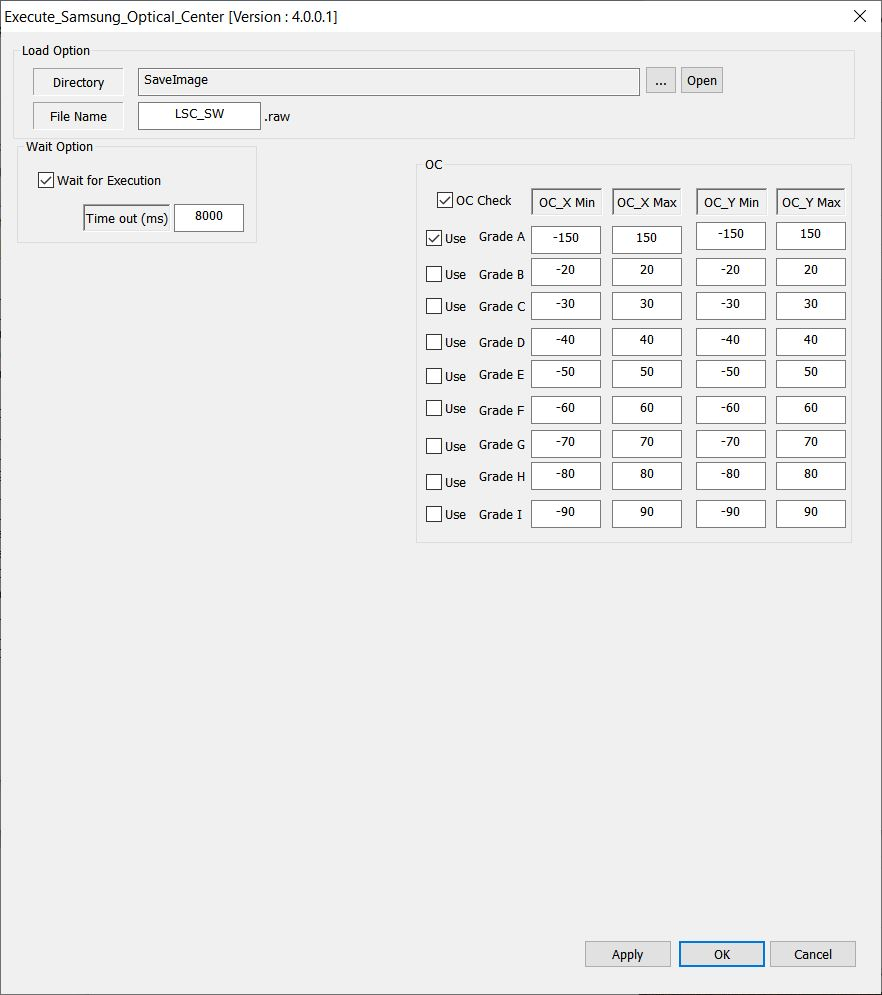 Execute_Samsung_Optical_Center [Version : 4.0.0.1]
Load Option
Directory SaveImage ... Open
File Name LSC_SW .raw
Wait Option
Wait for Execution
Time out (ms) 8000
OC
OC Check OC_X Min OC_X Max OC_Y Min OC_Y Max
Use Grade A -150 150 -150 150
Use Grade B -20 20 -20 20
Use Grade C -30 30 -30 30
Use Grade D -40 40 -40 40
Use Grade E -50 50 -50 50
Use Grade F -60 60 -60 60
Use Grade G -70 70 -70 70
Use Grade H -80 80 -80 80
Use Grade I -90 90 -90 90
Apply OK Cancel